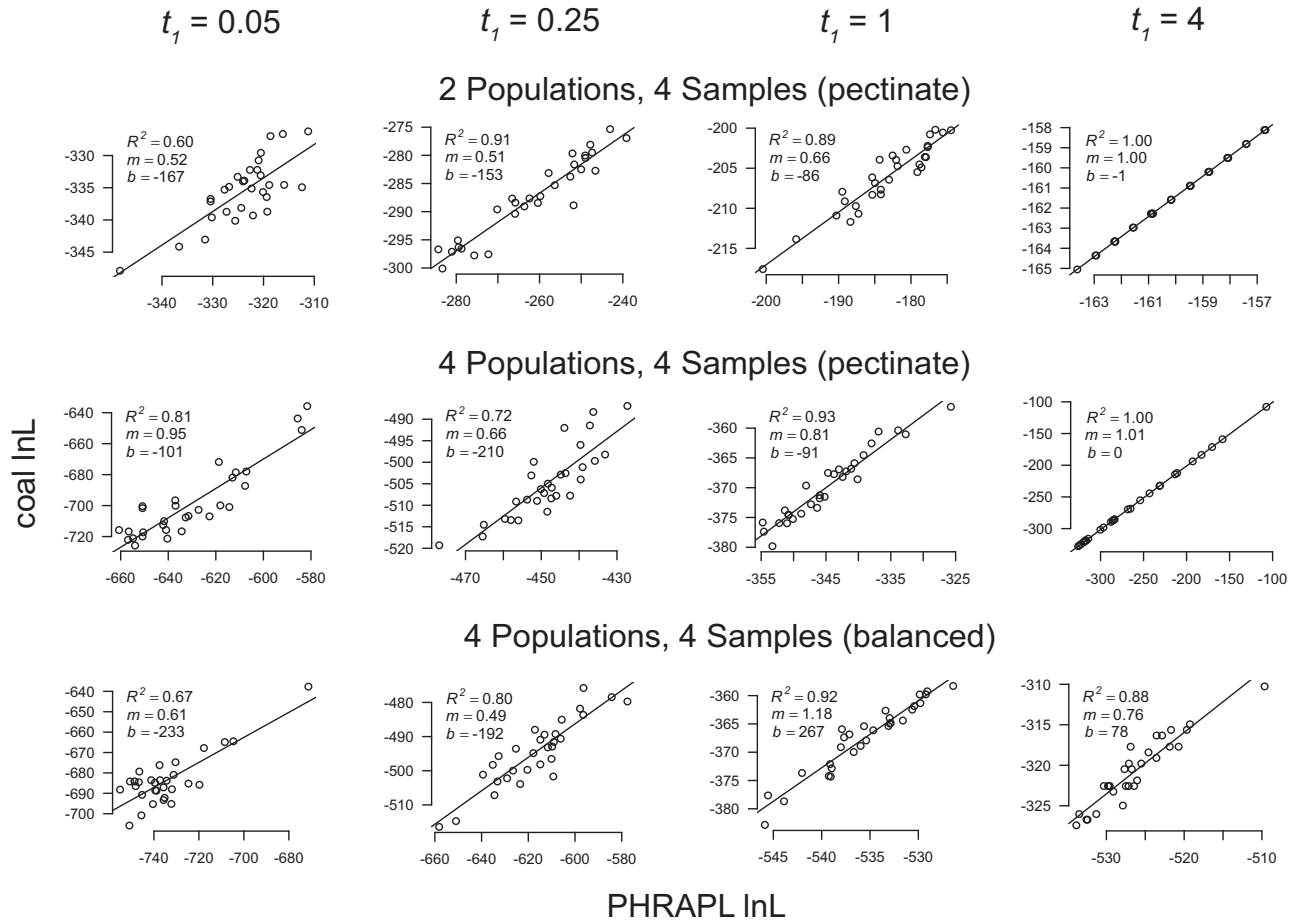 t1 = 0.05 t1 = 0.25 t1 = 1 t1 = 4
2 Populations, 4 Samples (pectinate)
R2 = 0.60
m = 0.52
b = -167
-330
-335
-340
-345
-340 -330 -320 -310
R2 = 0.91
m = 0.51
b = -153
-275
-280
-285
-290
-295
-300
-280 -260 -240
R2 = 0.89
m = 0.66
b = -86
-200
-205
-210
-215
-200 -190 -180
R2 = 1.00
m = 1.00
b = -1
-158
-159
-160
-161
-162
-163
-164
-165
-163 -161 -159 -157
4 Populations, 4 Samples (pectinate)
R2 = 0.81
m = 0.95
b = -101
-640
-660
-680
-700
-720
-660 -640 -620 -600 -580
R2 = 0.72
m = 0.66
b = -210
-490
-495
-500
-505
-510
-515
-520
-470 -460 -450 -440 -430
R2 = 0.93
m = 0.81
b = -91
-360
-365
-370
-375
-380
-355 -345 -335 -325
R2 = 1.00
m = 1.01
b = 0
-100
-150
-200
-250
-300
-300 -250 -200 -150 -100
4 Populations, 4 Samples (balanced)
R2 = 0.67
m = 0.61
b = -233
-640
-650
-660
-670
-680
-690
-700
-740 -720 -700 -680
R2 = 0.80
m = 0.49
b = -192
-480
-490
-500
-510
-660 -640 -620 -600 -580
R2 = 0.92
m = 1.18
b = 267
-360
-365
-370
-375
-380
-545 -540 -535 -530
R2 = 0.88
m = 0.76
b = 78
-310
-315
-320
-325
-530 -520 -510
coal lnL
PHRAPL lnL